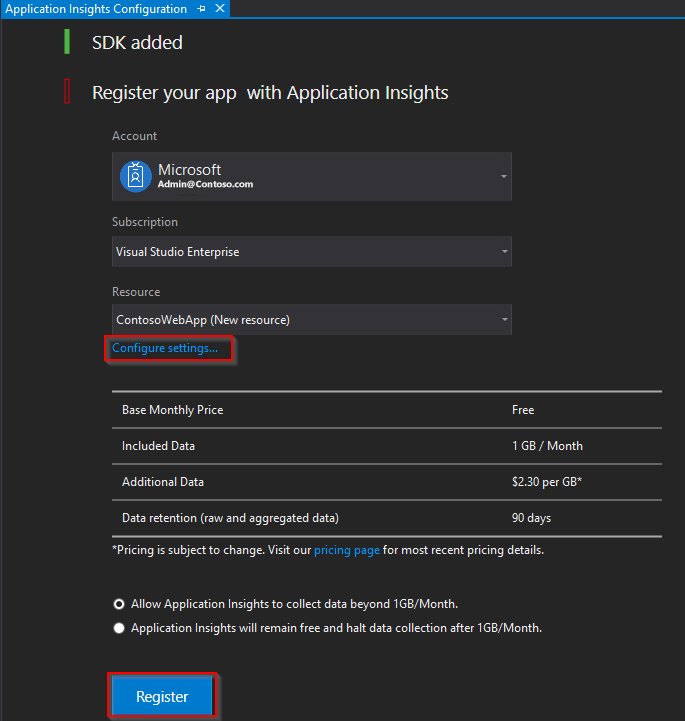 Application Insights Configuration
SDK added
Register your app with Application Insights
Account
Microsoft
Admin@Contoso.com
Subscription
Visual Studio Enterprise
Resource
ContosoWebApp (New resource)
Configure settings...
Base Monthly Price Free
Included Data 1 GB / Month
Additional Data $2.30 per GB*
Data retention (raw and aggregated data) 90 days
*Pricing is subject to change. Visit our pricing page for most recent pricing details.
Allow Application Insights to collect data beyond 1GB/Month.
Application Insights will remain free and halt data collection after 1GB/Month.
Register